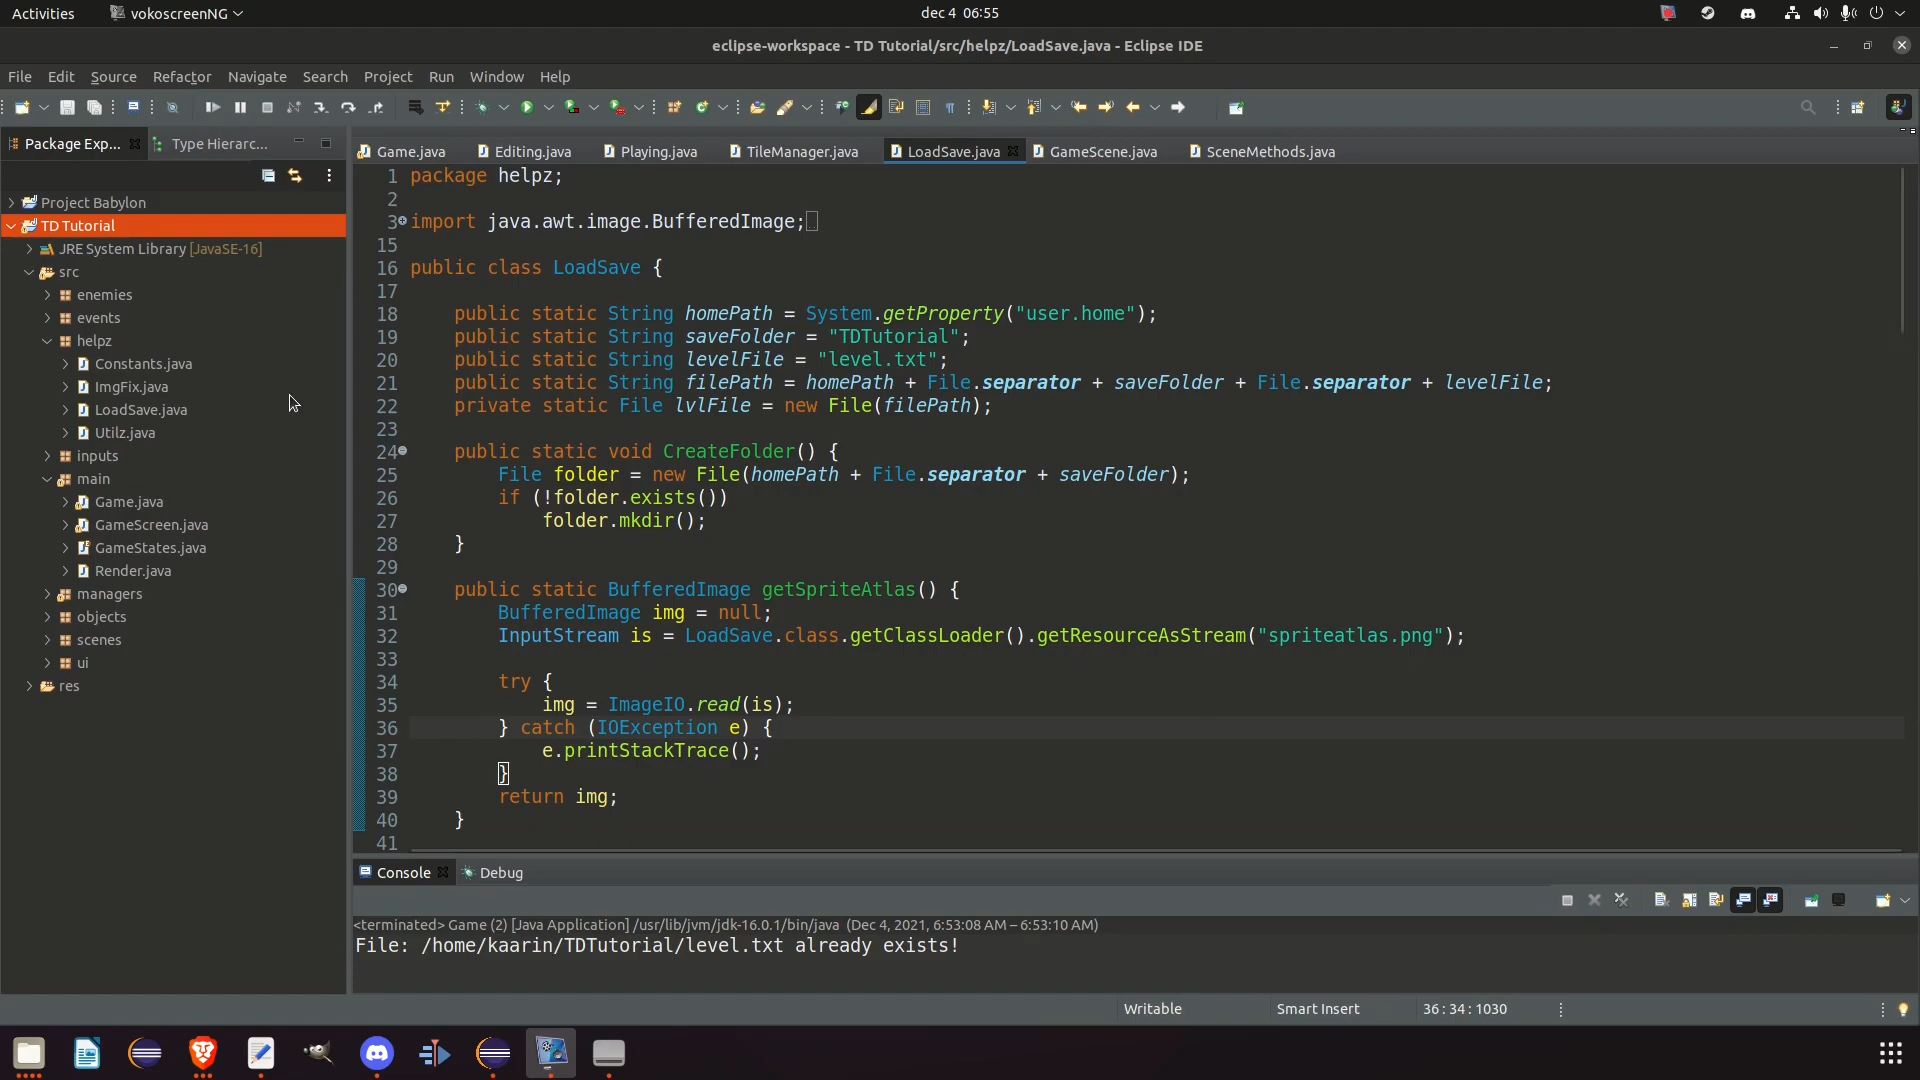 Activities
vokoscreenNG
dec 4 06:55
eclipse-workspace - TD Tutorial/src/helpz/LoadSave.java - Eclipse IDE
File Edit Source Refactor Navigate Search Project Run Window Help
Package Exp...
Type Hierarc...
Game.java
Editing.java
Playing.java
TileManager.java
LoadSave.java
GameScene.java
SceneMethods.java
Project Babylon
TD Tutorial
JRE System Library [JavaSE-16]
src
enemies
events
helpz
Constants.java
ImgFix.java
LoadSave.java
Utilz.java
inputs
main
Game.java
GameScreen.java
GameStates.java
Render.java
managers
objects
scenes
ui
res
1 package helpz;
2
3 import java.awt.image.BufferedImage;
15
16 public class LoadSave {
17
18 public static String homePath = System.getProperty("user.home");
19 public static String saveFolder = "TDTutorial";
20 public static String levelFile = "level.txt";
21 public static String filePath = homePath + File.separator + saveFolder + File.separator + levelFile;
22 private static File lvlFile = new File(filePath);
23
24 public static void CreateFolder() {
25 File folder = new File(homePath + File.separator + saveFolder);
26 if (!folder.exists())
27 folder.mkdir();
28 }
29
30 public static BufferedImage getSpriteAtlas() {
31 BufferedImage img = null;
32 InputStream is = LoadSave.class.getClassLoader().getResourceAsStream("spriteatlas.png");
33
34 try {
35 img = ImageIO.read(is);
36 } catch (IOException e) {
37 e.printStackTrace();
38 }
39 return img;
40 }
41
Console
Debug
<terminated> Game (2) [Java Application] /usr/lib/jvm/jdk-16.0.1/bin/java (Dec 4, 2021, 6:53:08 AM – 6:53:10 AM)
File: /home/kaarin/TDTutorial/level.txt already exists!
Writable
Smart Insert
36 : 34 : 1030